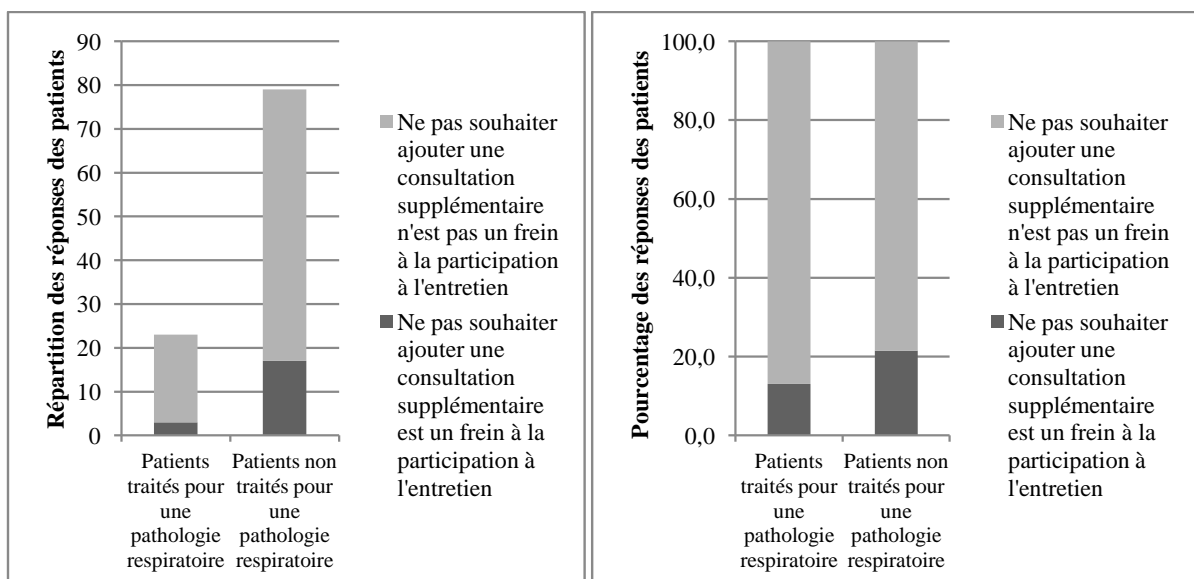 Répartition des réponses des patients
90
80
70
60
50
40
30
20
10
0
Patients
traités pour
une
pathologie
respiratoire
Patients non
traités pour
une
pathologie
respiratoire
Ne pas souhaiter
ajouter une
consultation
supplémentaire
n'est pas un frein
à la participation
à l'entretien
Ne pas souhaiter
ajouter une
consultation
supplémentaire
est un frein à la
participation à
l'entretien
Pourcentage des réponses des patients
100,0
80,0
60,0
40,0
20,0
0,0
Patients
traités pour
une
pathologie
respiratoire
Patients non
traités pour
une
pathologie
respiratoire
Ne pas souhaiter
ajouter une
consultation
supplémentaire
n'est pas un frein
à la participation
à l'entretien
Ne pas souhaiter
ajouter une
consultation
supplémentaire
est un frein à la
participation à
l'entretien